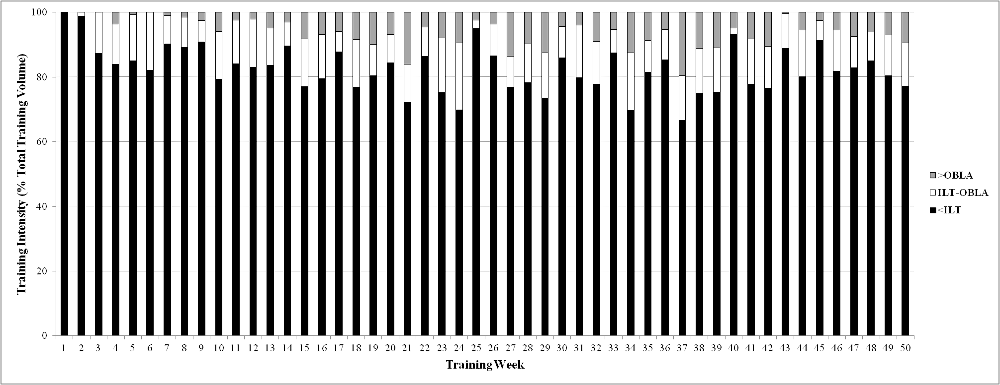 Training Intensity (% Total Training Volume)
100
80
60
40
20
0
1 2 3 4 5 6 7 8 9 10 11 12 13 14 15 16 17 18 19 20 21 22 23 24 25 26 27 28 29 30 31 32 33 34 35 36 37 38 39 40 41 42 43 44 45 46 47 48 49 50
Training Week
>OBLA
ILT-OBLA
<ILT